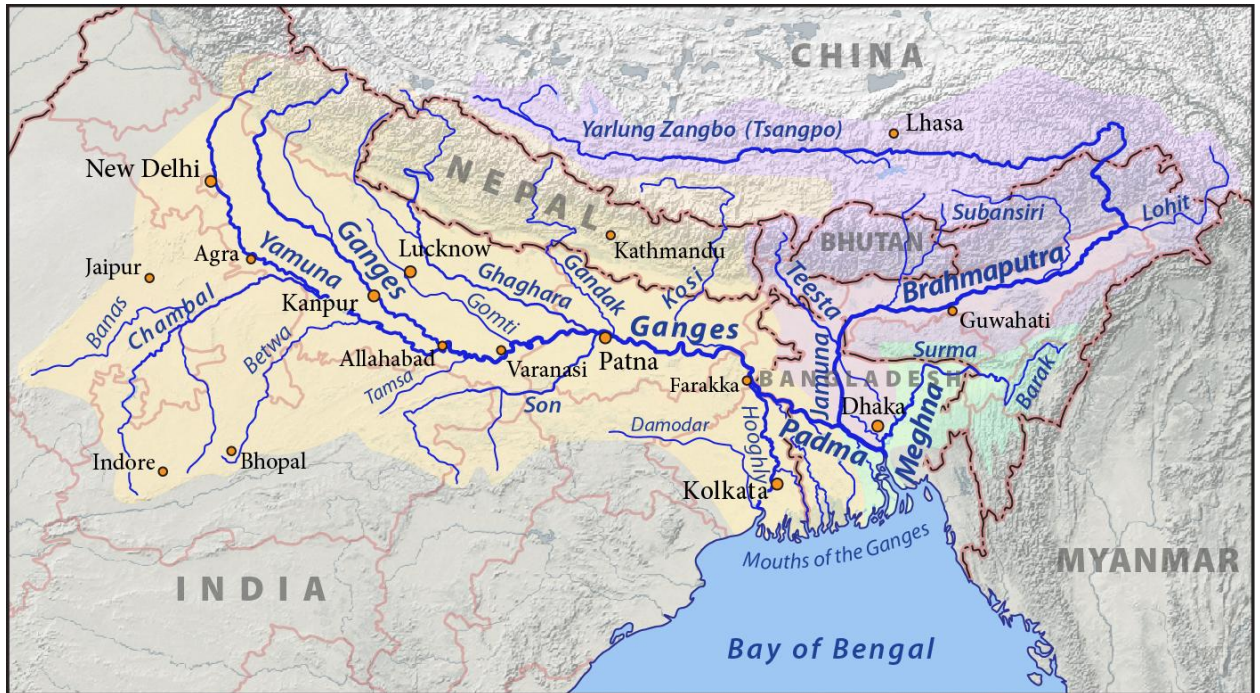 CHINA
Yarlung Zangbo (Tsangpo)
Lhasa
New Delhi
NEPAL
Lohit
Subansiri
BHUTAN
Kathmandu
Agra
Yamuna
Ganges
Lucknow
Jaipur
Ghaghara
Gandak
Kosi
Teesta
Brahmaputra
Kanpur
Banas
Chambal
Gomti
Ganges
Guwahati
Betwa
Allahabad
Varanasi
Patna
Surma
Tamsa
Son
Farakka
BANGLADESH
Jamuna
Barak
Dhaka
Damodar
Hooghly
Padma
Meghna
Indore
Bhopal
Kolkata
Mouths of the Ganges
INDIA
MYANMAR
Bay of Bengal